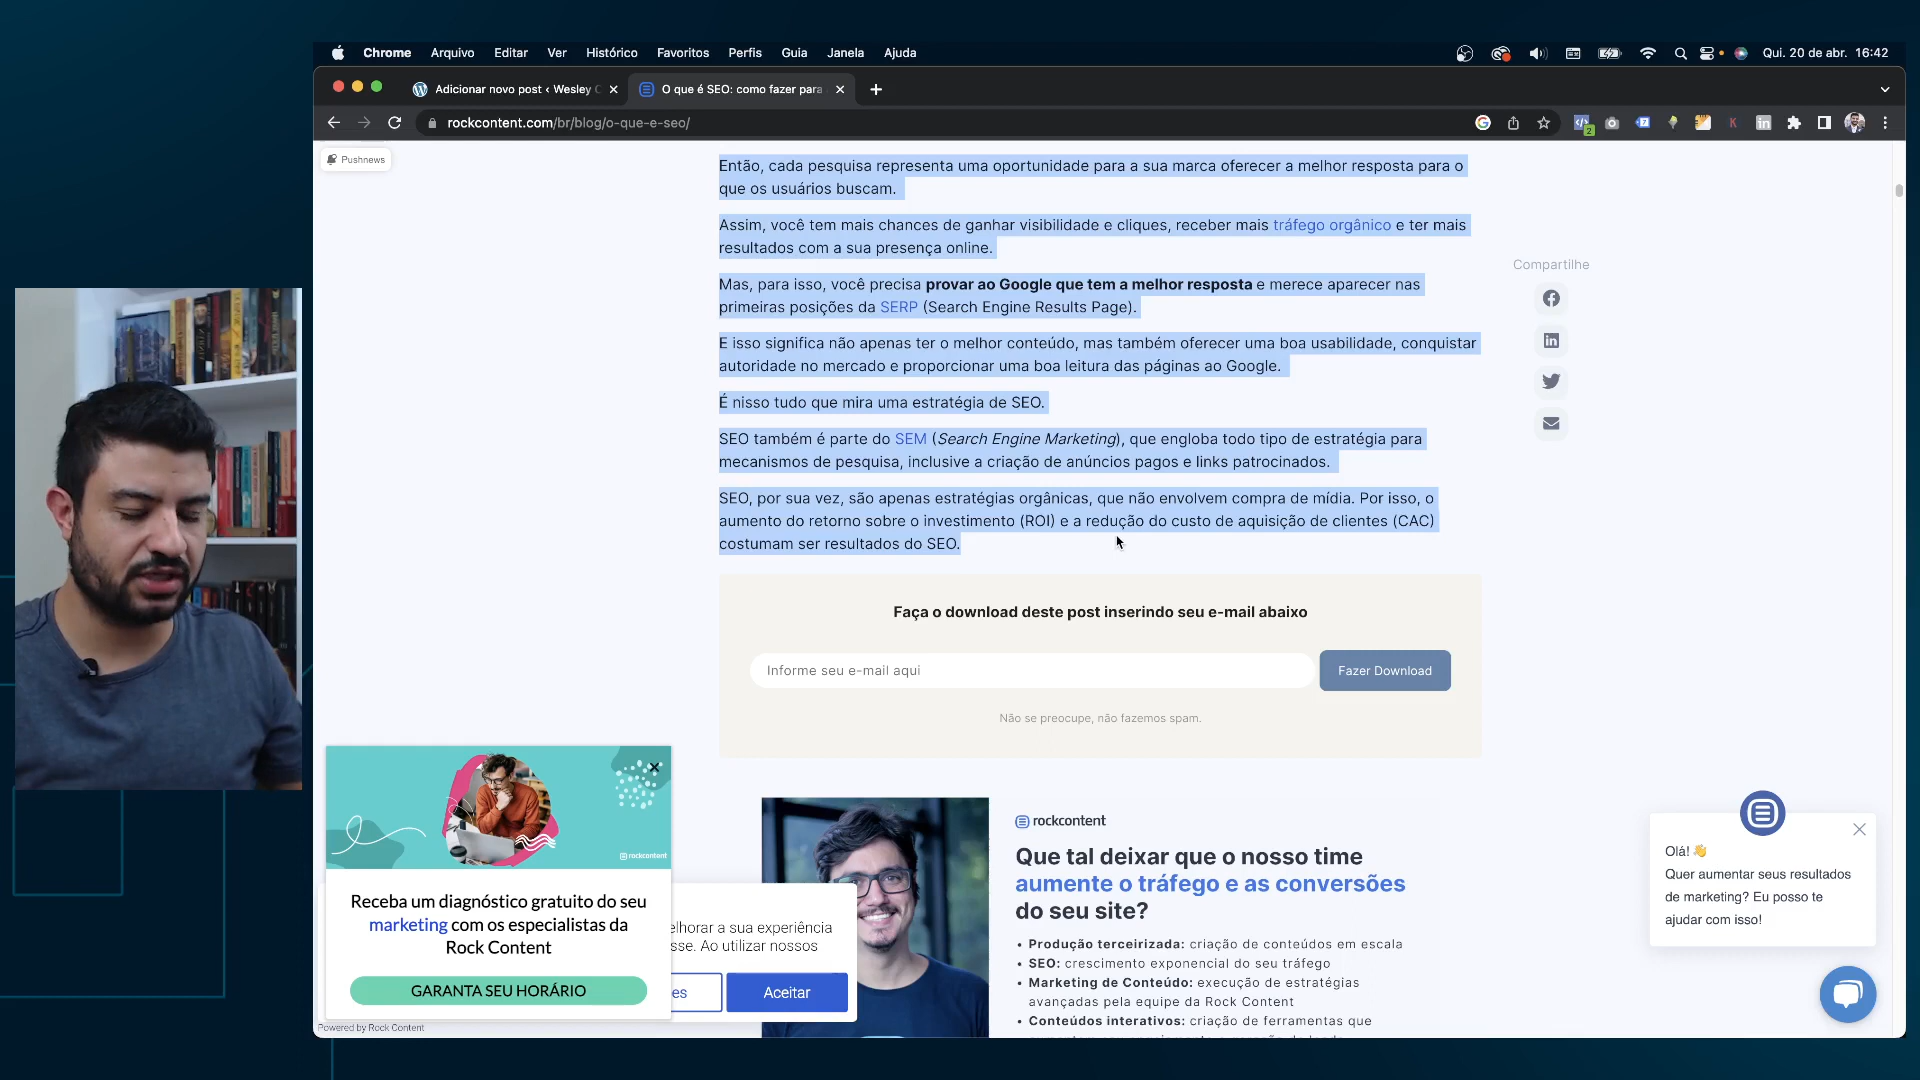 Chrome Arquivo Editar Ver Histórico Favoritos Perfis Guia Janela Ajuda
Qui. 20 de abr. 16:42
Adicionar novo post ‹ Wesley
O que é SEO: como fazer para
rockcontent.com/br/blog/o-que-e-seo/
2
Pushnews
Então, cada pesquisa representa uma oportunidade para a sua marca oferecer a melhor resposta para o
que os usuários buscam.
Assim, você tem mais chances de ganhar visibilidade e cliques, receber mais tráfego orgânico e ter mais
resultados com a sua presença online.
Mas, para isso, você precisa provar ao Google que tem a melhor resposta e merece aparecer nas
primeiras posições da SERP (Search Engine Results Page).
E isso significa não apenas ter o melhor conteúdo, mas também oferecer uma boa usabilidade, conquistar
autoridade no mercado e proporcionar uma boa leitura das páginas ao Google.
É nisso tudo que mira uma estratégia de SEO.
SEO também é parte do SEM (Search Engine Marketing), que engloba todo tipo de estratégia para
mecanismos de pesquisa, inclusive a criação de anúncios pagos e links patrocinados.
SEO, por sua vez, são apenas estratégias orgânicas, que não envolvem compra de mídia. Por isso, o
aumento do retorno sobre o investimento (ROI) e a redução do custo de aquisição de clientes (CAC)
costumam ser resultados do SEO.
Compartilhe
Faça o download deste post inserindo seu e-mail abaixo
Informe seu e-mail aqui
Fazer Download
Não se preocupe, não fazemos spam.
rockcontent
Que tal deixar que o nosso time
aumente o tráfego e as conversões
do seu site?
• Produção terceirizada: criação de conteúdos em escala
• SEO: crescimento exponencial do seu tráfego
• Marketing de Conteúdo: execução de estratégias
avançadas pela equipe da Rock Content
• Conteúdos interativos: criação de ferramentas que
rockcontent
Receba um diagnóstico gratuito do seu
marketing com os especialistas da
Rock Content
GARANTA SEU HORÁRIO
elhorar a sua experiência
sse. Ao utilizar nossos
es
Aceitar
Powered by Rock Content
Olá! 👋
Quer aumentar seus resultados
de marketing? Eu posso te
ajudar com isso!